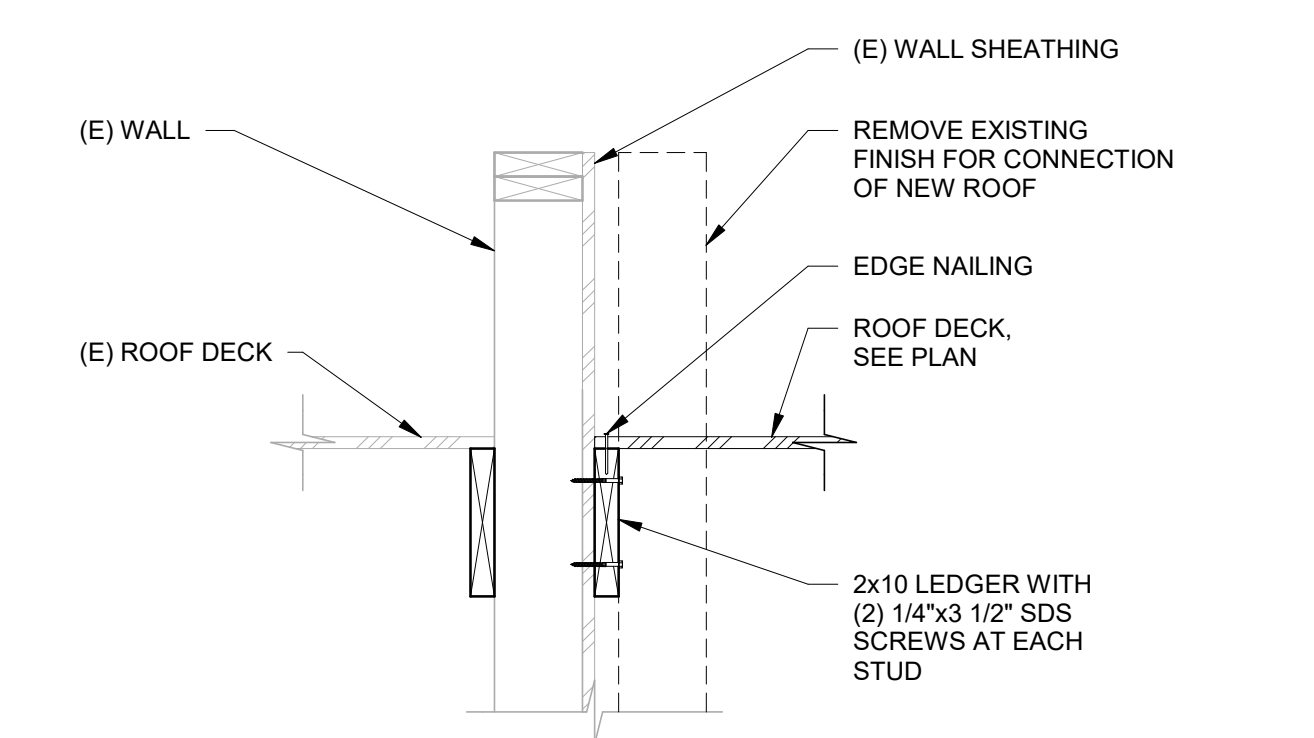 (E) WALL SHEATHING
(E) WALL
REMOVE EXISTING
FINISH FOR CONNECTION
OF NEW ROOF
EDGE NAILING
(E) ROOF DECK
ROOF DECK,
SEE PLAN
2x10 LEDGER WITH
(2) 1/4"x3 1/2" SDS
SCREWS AT EACH
STUD